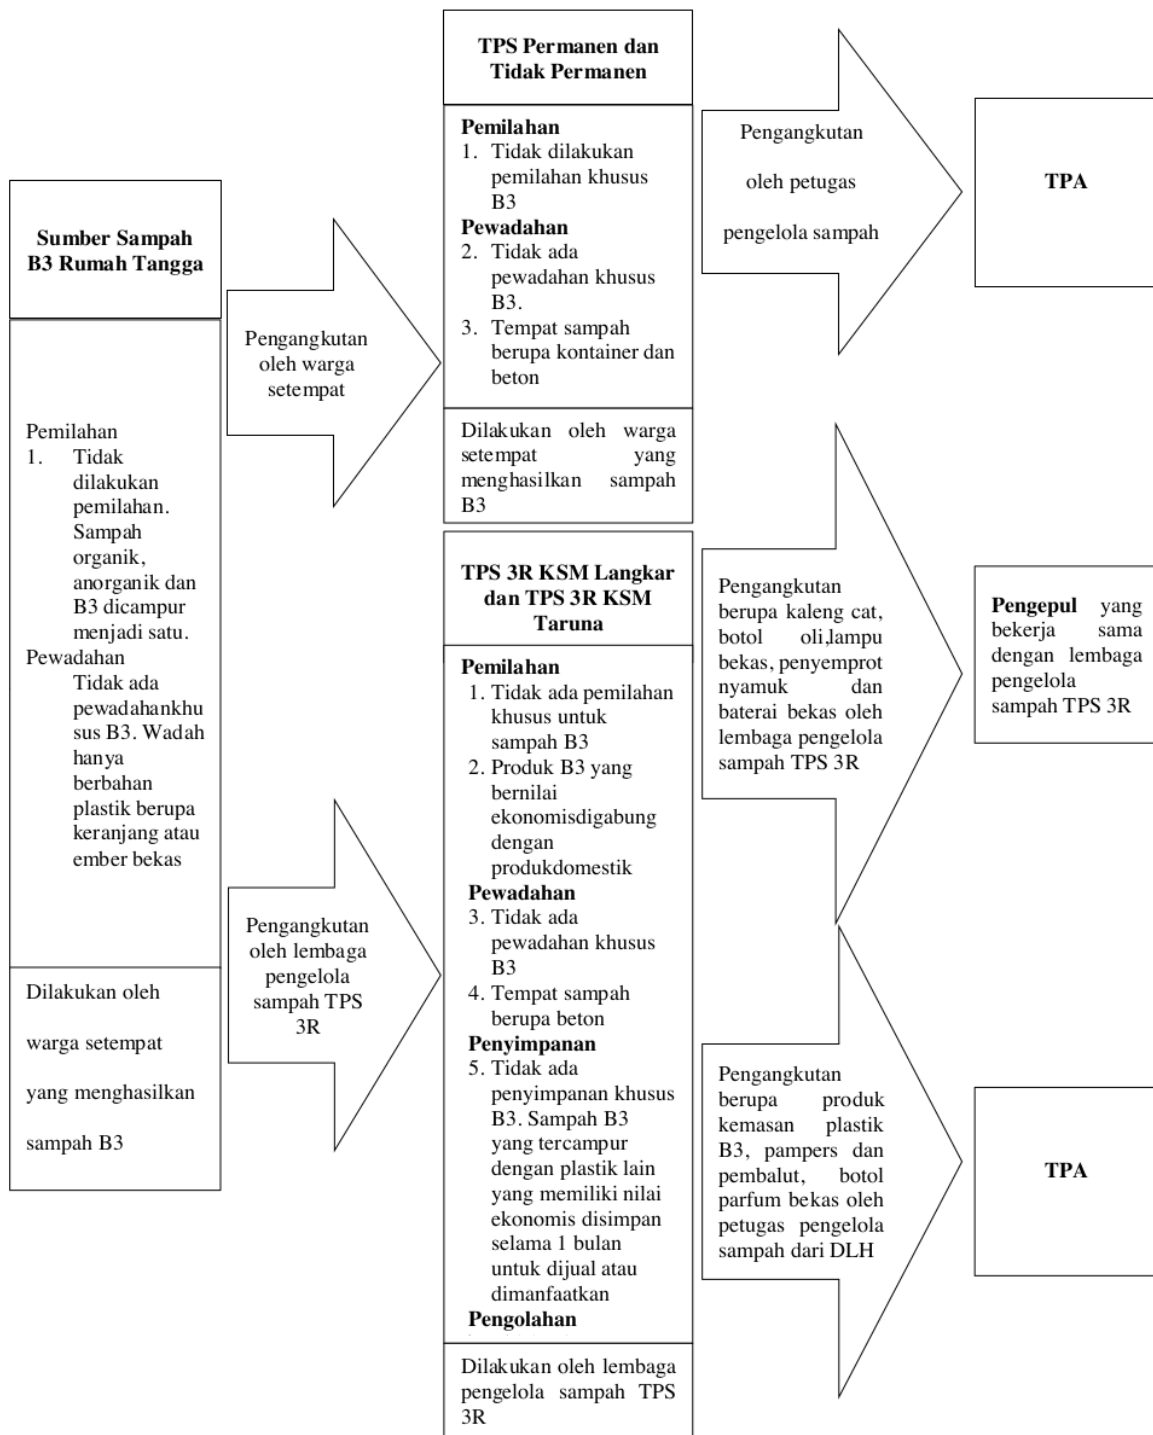 Sumber Sampah
B3 Rumah Tangga
Pemilahan
1. Tidak
dilakukan
pemilahan.
Sampah
organik,
anorganik dan
B3 dicampur
menjadi satu.
Pewadahan
Tidak ada
pewadahankhu
sus B3. Wadah
hanya
berbahan
plastik berupa
keranjang atau
ember bekas
Dilakukan oleh
warga setempat
yang menghasilkan
sampah B3
Pengangkutan
oleh warga
setempat
Pengangkutan
oleh lembaga
pengelola
sampah TPS
3R
TPS Permanen dan
Tidak Permanen
Pemilahan
1. Tidak dilakukan
pemilahan khusus
B3
Pewadahan
2. Tidak ada
pewadahan khusus
B3.
3. Tempat sampah
berupa kontainer dan
beton
Dilakukan oleh warga
setempat yang
menghasilkan sampah
B3
Pengangkutan
oleh petugas
pengelola sampah
TPA
TPS 3R KSM Langkar
dan TPS 3R KSM
Taruna
Pemilahan
1. Tidak ada pemilahan
khusus untuk
sampah B3
2. Produk B3 yang
bernilai
ekonomisdigabung
dengan
produkdomestik
Pewadahan
3. Tidak ada
pewadahan khusus
B3
4. Tempat sampah
berupa beton
Penyimpanan
5. Tidak ada
penyimpanan khusus
B3. Sampah B3
yang tercampur
dengan plastik lain
yang memiliki nilai
ekonomis disimpan
selama 1 bulan
untuk dijual atau
dimanfaatkan
Pengolahan
Dilakukan oleh lembaga
pengelola sampah TPS
3R
Pengangkutan
berupa kaleng cat,
botol oli,lampu
bekas, penyemprot
nyamuk dan
baterai bekas oleh
lembaga pengelola
sampah TPS 3R
Pengepul yang
bekerja sama
dengan lembaga
pengelola
sampah TPS 3R
Pengangkutan
berupa produk
kemasan plastik
B3, pampers dan
pembalut, botol
parfum bekas oleh
petugas pengelola
sampah dari DLH
TPA